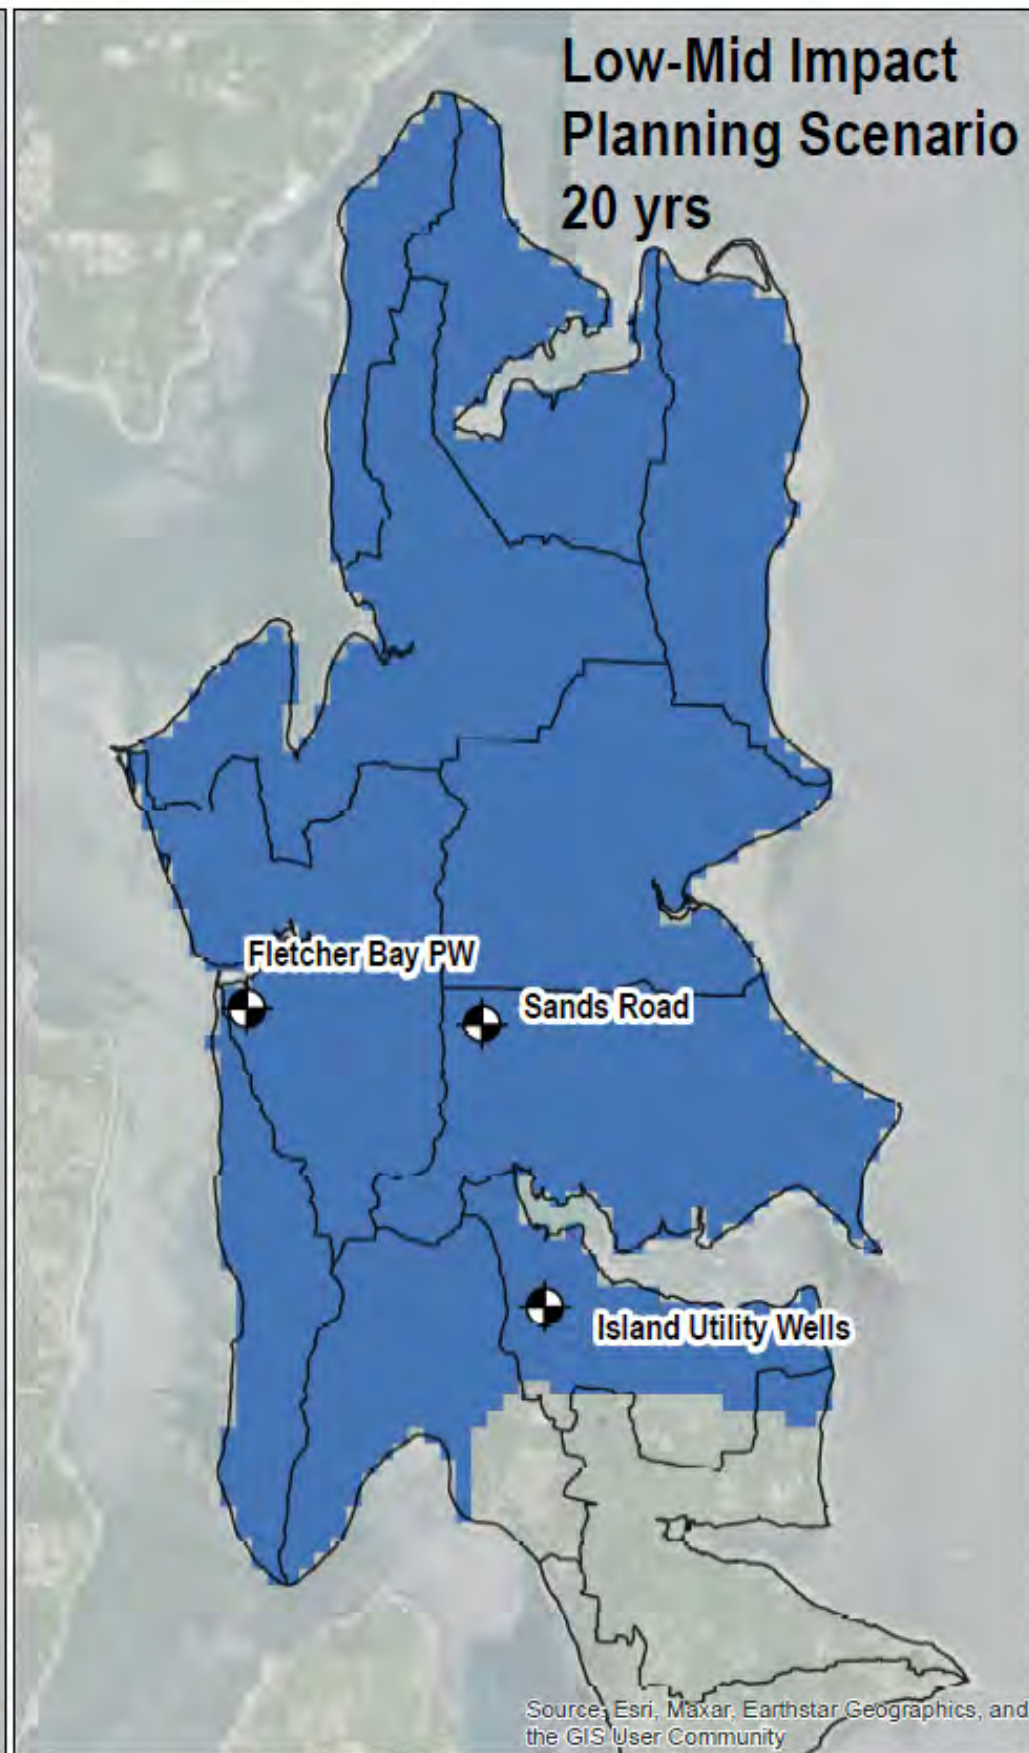 Low-Mid Impact
Planning Scenario
20 yrs
Fletcher Bay PW
Sands Road
Island Utility Wells
Source: Esri, Maxar, Earthstar Geographics, and
the GIS User Community